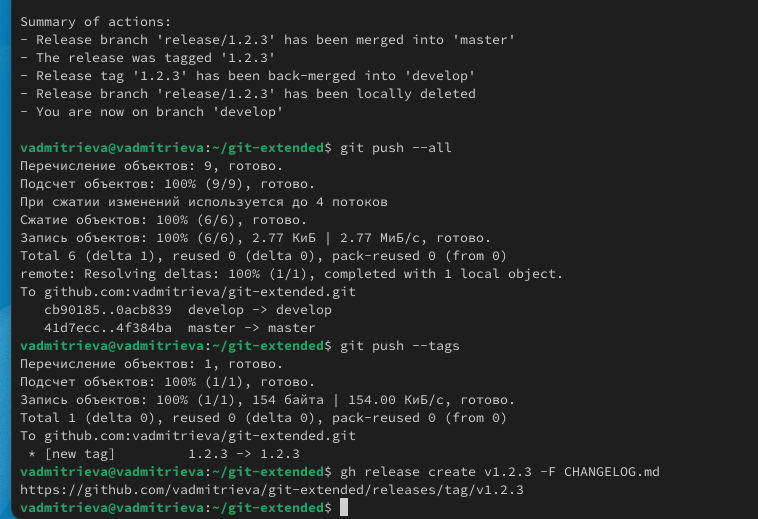 Summary of actions:
- Release branch 'release/1.2.3' has been merged into 'master'
- The release was tagged '1.2.3'
- Release tag '1.2.3' has been back-merged into 'develop'
- Release branch 'release/1.2.3' has been locally deleted
- You are now on branch 'develop'
vadmitrieva@vadmitrieva:~/git-extended$ git push --all
Перечисление объектов: 9, готово.
Подсчет объектов: 100% (9/9), готово.
При сжатии изменений используется до 4 потоков
Сжатие объектов: 100% (6/6), готово.
Запись объектов: 100% (6/6), 2.77 КиБ | 2.77 МиБ/с, готово.
Total 6 (delta 1), reused 0 (delta 0), pack-reused 0 (from 0)
remote: Resolving deltas: 100% (1/1), completed with 1 local object.
To github.com:vadmitrieva/git-extended.git
   cb90185..0acb839  develop -> develop
   41d7ecc..4f384ba  master -> master
vadmitrieva@vadmitrieva:~/git-extended$ git push --tags
Перечисление объектов: 1, готово.
Подсчет объектов: 100% (1/1), готово.
Запись объектов: 100% (1/1), 154 байта | 154.00 КиБ/с, готово.
Total 1 (delta 0), reused 0 (delta 0), pack-reused 0 (from 0)
To github.com:vadmitrieva/git-extended.git
 * [new tag]         1.2.3 -> 1.2.3
vadmitrieva@vadmitrieva:~/git-extended$ gh release create v1.2.3 -F CHANGELOG.md
https://github.com/vadmitrieva/git-extended/releases/tag/v1.2.3
vadmitrieva@vadmitrieva:~/git-extended$